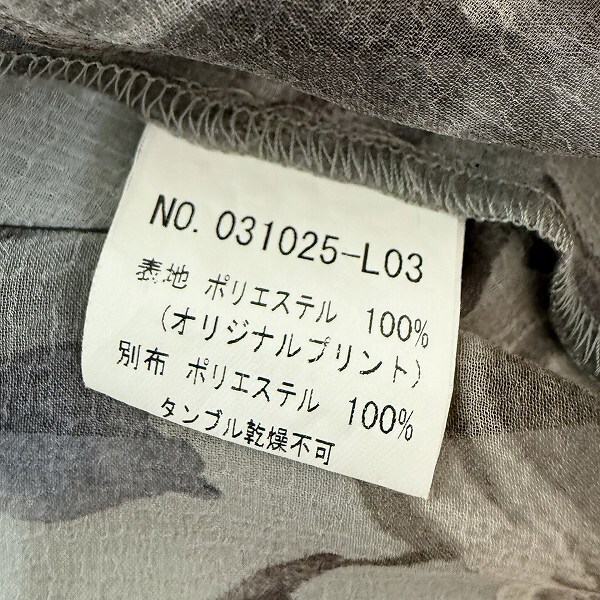 NO. 031025-L03
表地 ポリエステル 100%
(オリジナルプリント)
別布 ポリエステル 100%
タンブル乾燥不可